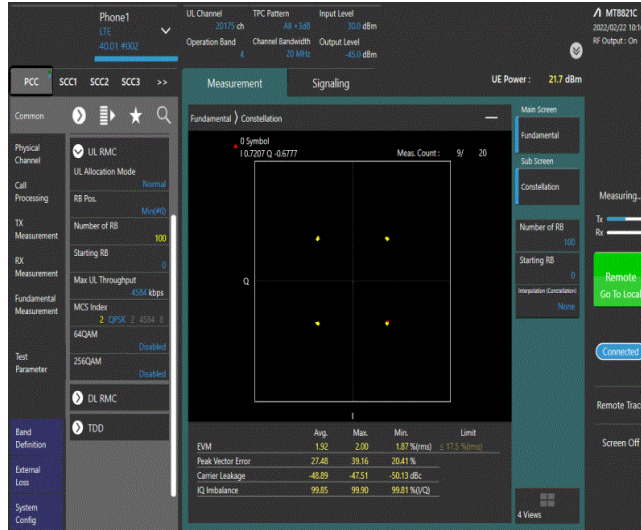 Phone1
LTE
40.01 #002
UL Channel
20175 ch
TPC Pattern
All +3dB
Input Level
30.0 dBm
Operation Band
4
Channel Bandwidth
20 MHz
Output Level
-45.0 dBm
MT8821C
2022/02/22 10:1
RF Output : On
PCC
SCC1
SCC2
SCC3
>>
Measurement
Signaling
UE Power : 21.7 dBm
Common
Physical
Channel
Call
Processing
TX
Measurement
RX
Measurement
Fundamental
Measurement
Test
Parameter
Band
Definition
External
Loss
System
Config
UL RMC
UL Allocation Mode
Normal
RB Pos.
Min(#0)
Number of RB
100
Starting RB
0
Max UL Throughput
4584 kbps
MCS Index
2 QPSK 2 4584 8
64QAM
Disabled
256QAM
Disabled
DL RMC
TDD
Fundamental > Constellation
0 Symbol
I 0.7207 Q -0.6777
Meas. Count : 9/ 20
Q
I
Avg. Max. Min. Limit
EVM 1.92 2.00 1.87 %(rms) ≤ 17.5 %(rms)
Peak Vector Error 27.48 39.16 20.41 %
Carrier Leakage -48.89 -47.51 -50.13 dBc
IQ Imbalance 99.85 99.90 99.81 %(I/Q)
Main Screen
Fundamental
Sub Screen
Constellation
Number of RB
100
Starting RB
0
Interpolation (Constellation)
None
4 Views
Measuring..
Tx
Rx
Remote
Go To Local
Connected
Remote Trac
Screen Off